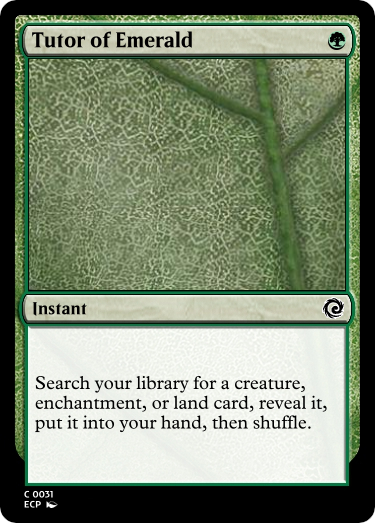 Tutor of Emerald
Instant
Search your library for a creature,
enchantment, or land card, reveal it,
put it into your hand, then shuffle.
C 0031
ECP